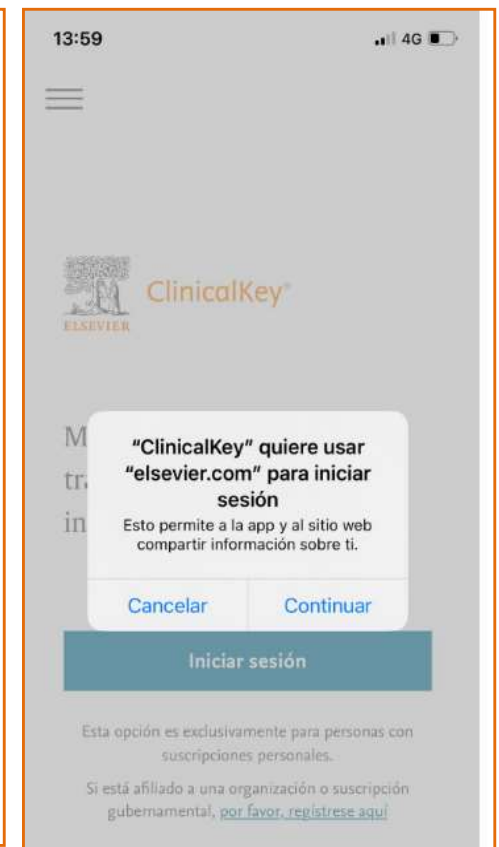 13:59
4G
ELSEVIER
ClinicalKey®
M
tr
in
“ClinicalKey” quiere usar
“elsevier.com” para iniciar
sesión
Esto permite a la app y al sitio web
compartir información sobre ti.
Cancelar
Continuar
Iniciar sesión
Esta opción es exclusivamente para personas con
suscripciones personales.
Si está afiliado a una organización o suscripción
gubernamental, por favor, regístrese aquí